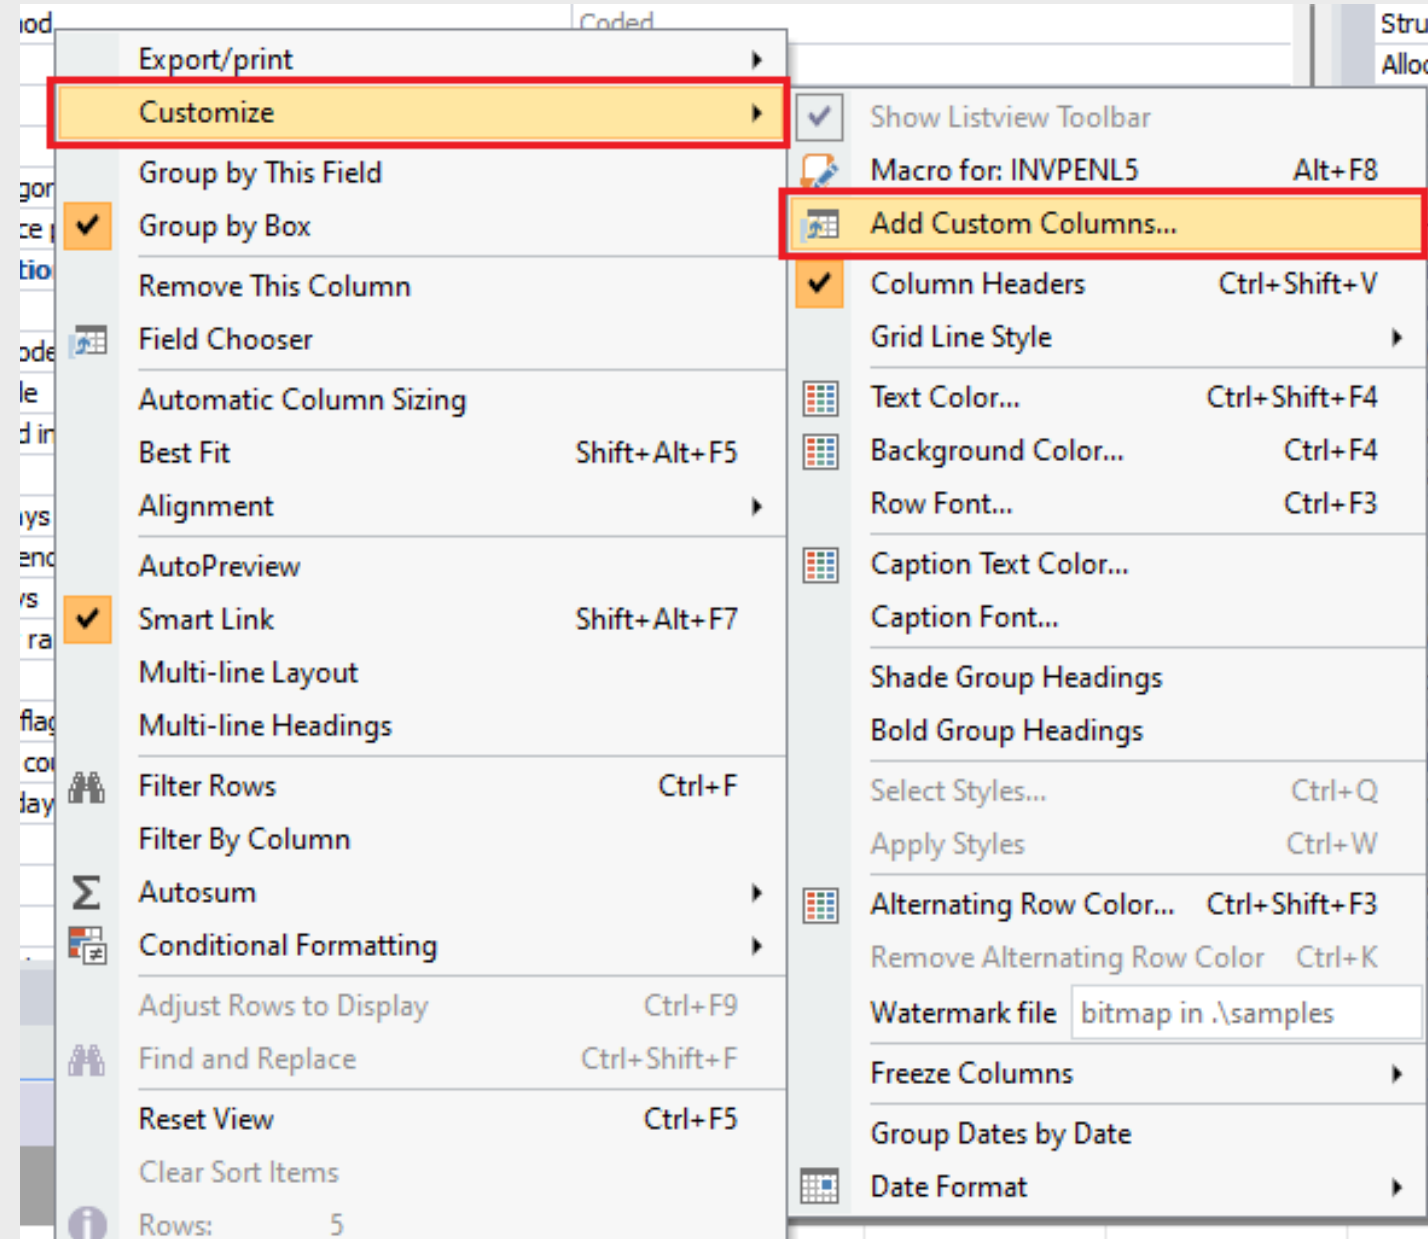 Coded
Stru
Export/print
Alloc
Customize
Show Listview Toolbar
Group by This Field
Macro for: INVPENL5 Alt+F8
Group by Box
Add Custom Columns...
Remove This Column
Column Headers Ctrl+Shift+V
Field Chooser
Grid Line Style
Automatic Column Sizing
Text Color... Ctrl+Shift+F4
Best Fit Shift+Alt+F5
Background Color... Ctrl+F4
Alignment
Row Font... Ctrl+F3
AutoPreview
Caption Text Color...
Smart Link Shift+Alt+F7
Caption Font...
Multi-line Layout
Shade Group Headings
Multi-line Headings
Bold Group Headings
Filter Rows Ctrl+F
Select Styles... Ctrl+Q
Filter By Column
Apply Styles Ctrl+W
Autosum
Alternating Row Color... Ctrl+Shift+F3
Conditional Formatting
Remove Alternating Row Color Ctrl+K
Adjust Rows to Display Ctrl+F9
Watermark file bitmap in .\samples
Find and Replace Ctrl+Shift+F
Freeze Columns
Reset View Ctrl+F5
Group Dates by Date
Clear Sort Items
Date Format
Rows: 5